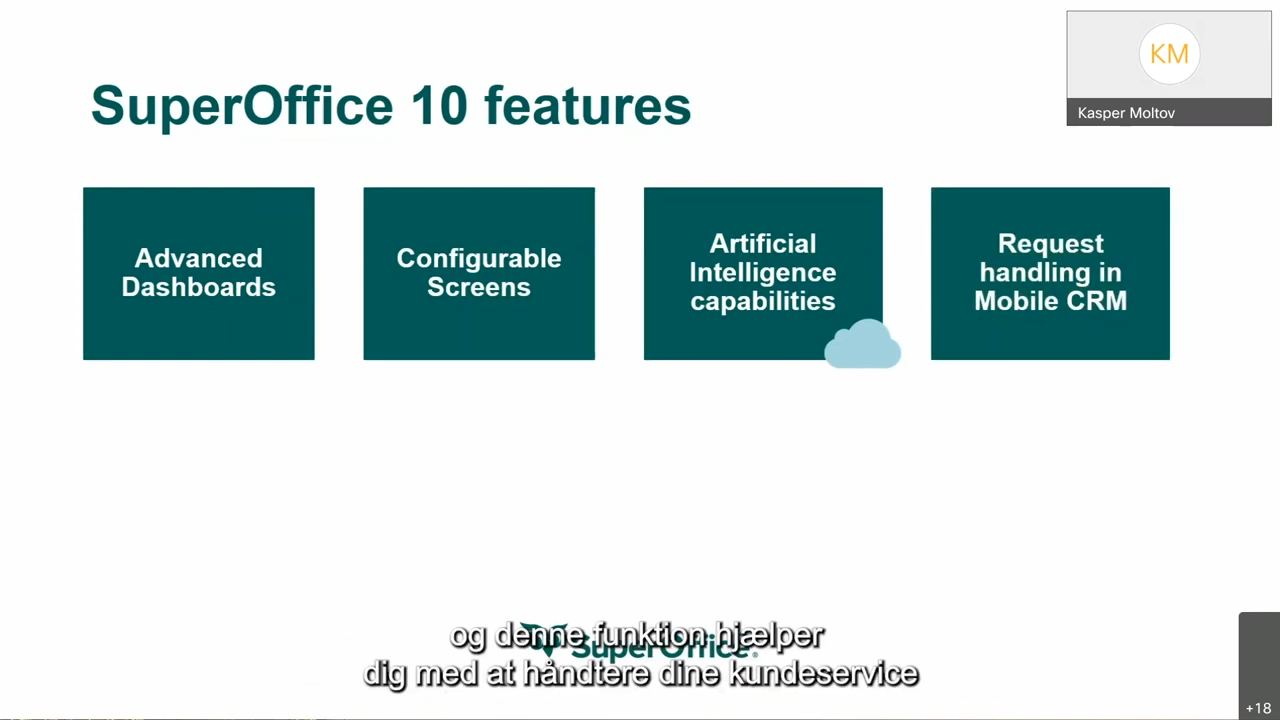 SuperOffice 10 features
KM
Kasper Moltov
Advanced
Dashboards
Configurable
Screens
Artificial
Intelligence
capabilities
Request
handling in
Mobile CRM
SuperOffice®
og denne funktion hjælper
dig med at håndtere dine kundeservice
+18